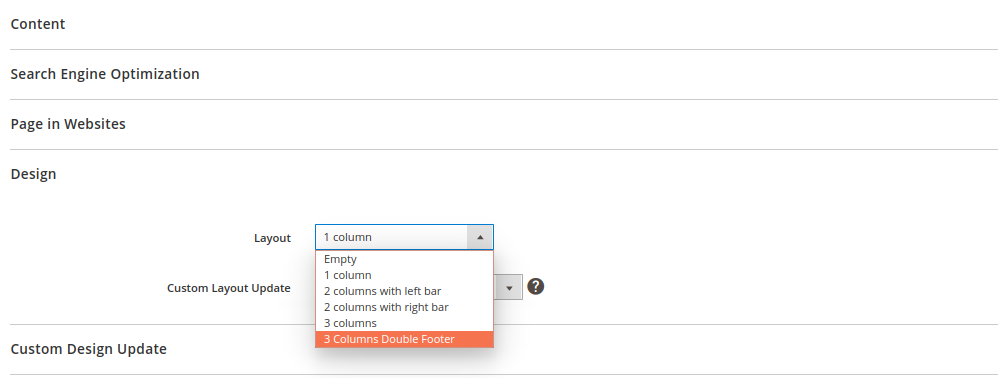 Content
Search Engine Optimization
Page in Websites
Design
Layout
1 column
Empty
1 column
2 columns with left bar
2 columns with right bar
3 columns
3 Columns Double Footer
Custom Layout Update
?
Custom Design Update